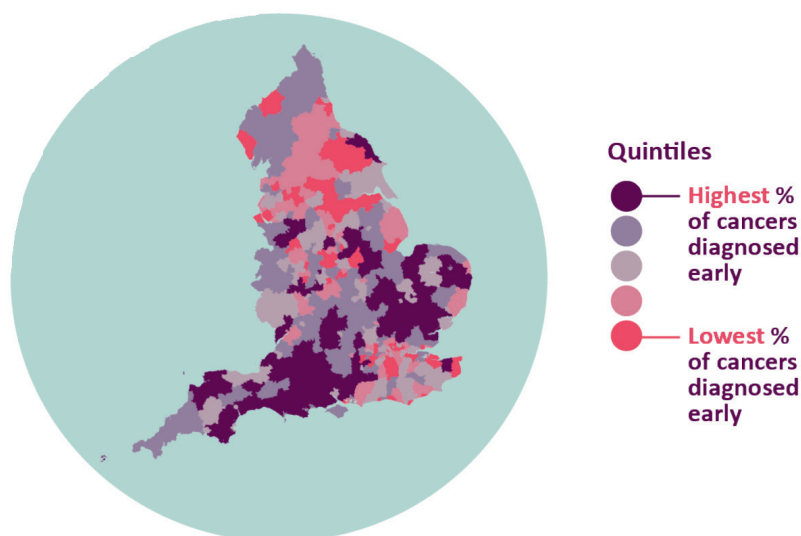 Quintiles
Highest %
of cancers
diagnosed
early
Lowest %
of cancers
diagnosed
early